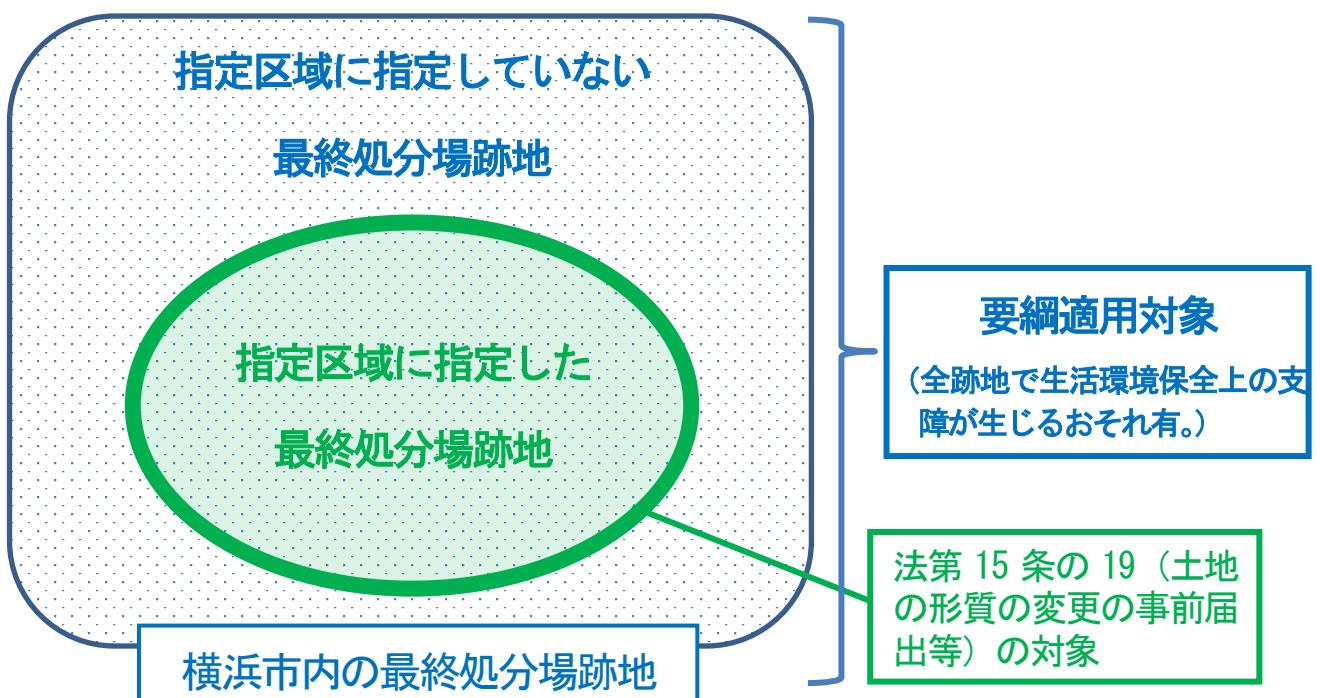 指定区域に指定していない
最終処分場跡地
指定区域に指定した
最終処分場跡地
要綱適用対象
（全跡地で生活環境保全上の支
障が生じるおそれ有。）
法第 15 条の 19（土地
の形質の変更の事前届
出等）の対象
横浜市内の最終処分場跡地